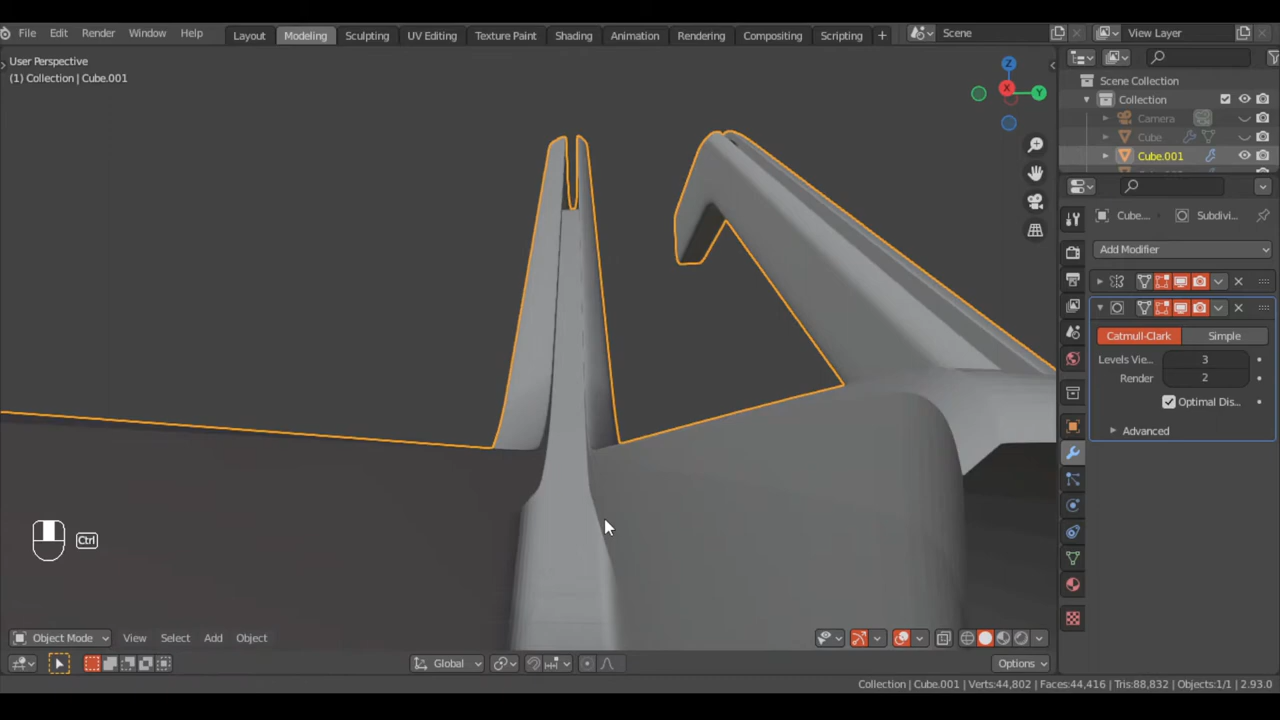 File Edit Render Window Help Layout Modeling Sculpting UV Editing Texture Paint Shading Animation Rendering Compositing Scripting + Scene View Layer
User Perspective
(1) Collection | Cube.001
Z
X
Y
Scene Collection
Collection
Camera
Cube
Cube.001
Cube... Subdivi...
Add Modifier
Catmull-Clark Simple
Levels Vie... 3
Render 2
Optimal Dis...
Advanced
Ctrl
Object Mode View Select Add Object
Global Options
Collection | Cube.001 | Verts:44,802 | Faces:44,416 | Tris:88,832 | Objects:1/1 | 2.93.0